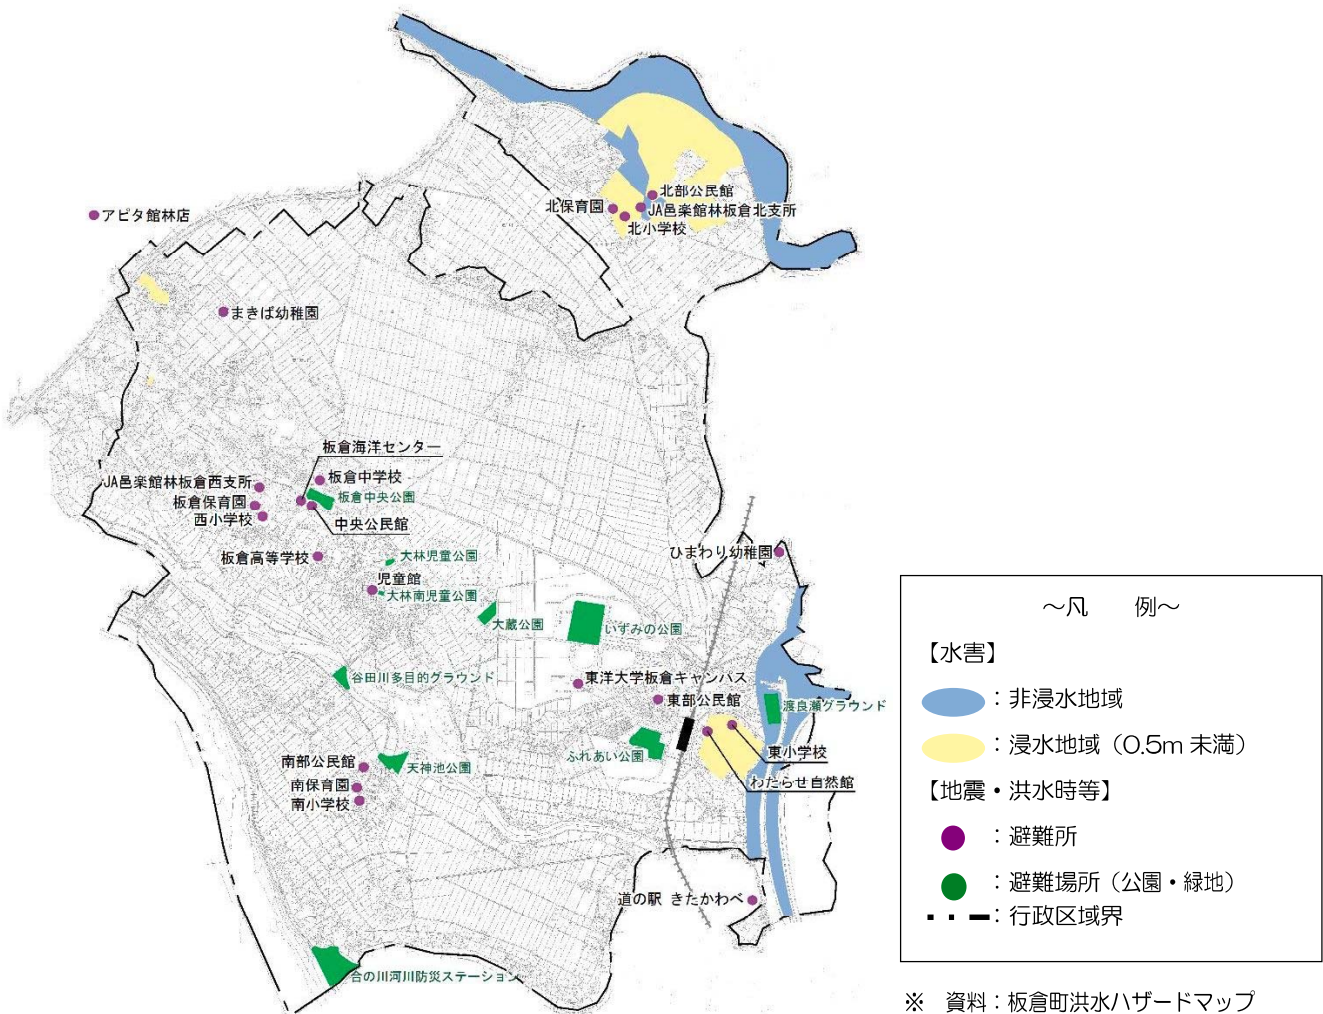 北部公民館
北保育園
JA邑楽館林板倉北支所
アピタ館林店
北小学校
まきば幼稚園
板倉海洋センター
JA邑楽館林板倉西支所
板倉中学校
板倉保育園
板倉中央公園
西小学校
中央公民館
板倉高等学校
大林児童公園
ひまわり幼稚園
児童館
大林南児童公園
大蔵公園
いずみの公園
谷田川多目的グラウンド
東洋大学板倉キャンパス
東部公民館
渡良瀬グラウンド
南部公民館
天神池公園
ふれあい公園
東小学校
南保育園
わたらせ自然館
南小学校
道の駅 きたかわべ
合の川河川防災ステーション
～凡 例～
【水害】
：非浸水地域
：浸水地域（0.5m 未満）
【地震・洪水時等】
：避難所
：避難場所（公園・緑地）
：行政区域界
※ 資料：板倉町洪水ハザードマップ